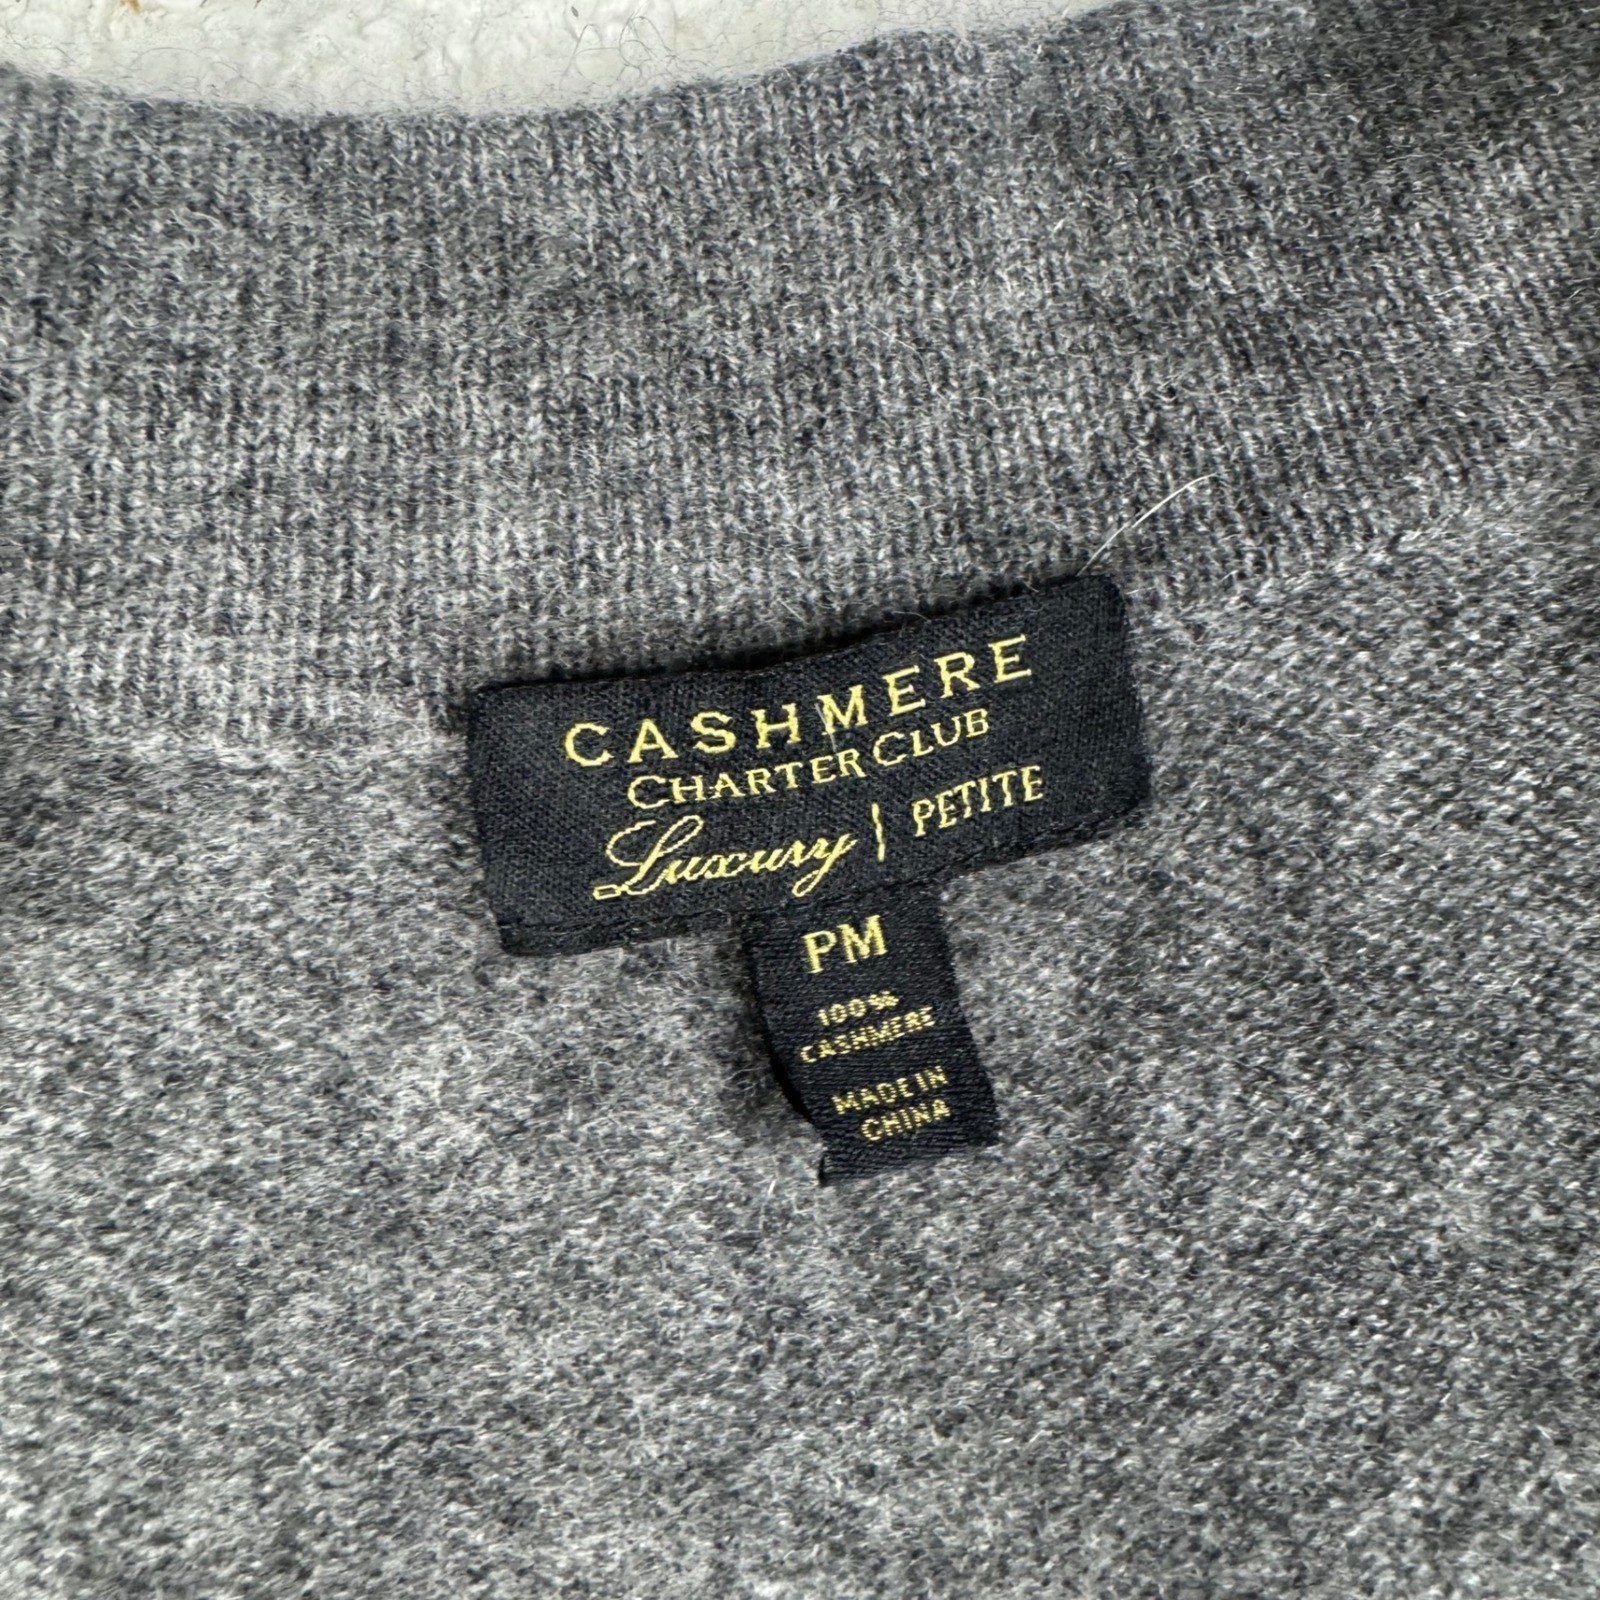 CASHMERE
CHARTER CLUB
Luxury | PETITE
PM
100%
CASHMERE
MADE IN
CHINA